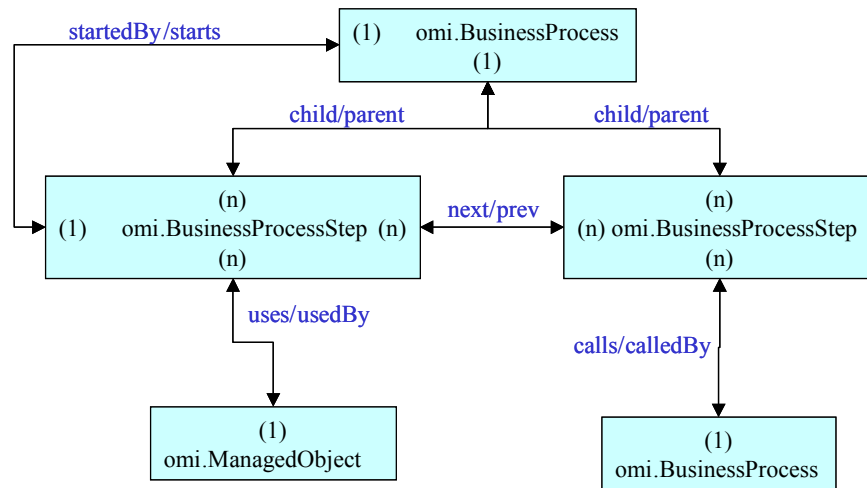 startedBy/starts
(1) omi.BusinessProcess
(1)
child/parent child/parent
(n)
(1) omi.BusinessProcessStep (n)
(n)
next/prev
(n)
(n) omi.BusinessProcessStep
(n)
uses/usedBy
calls/calledBy
(1)
omi.ManagedObject
(1)
omi.BusinessProcess